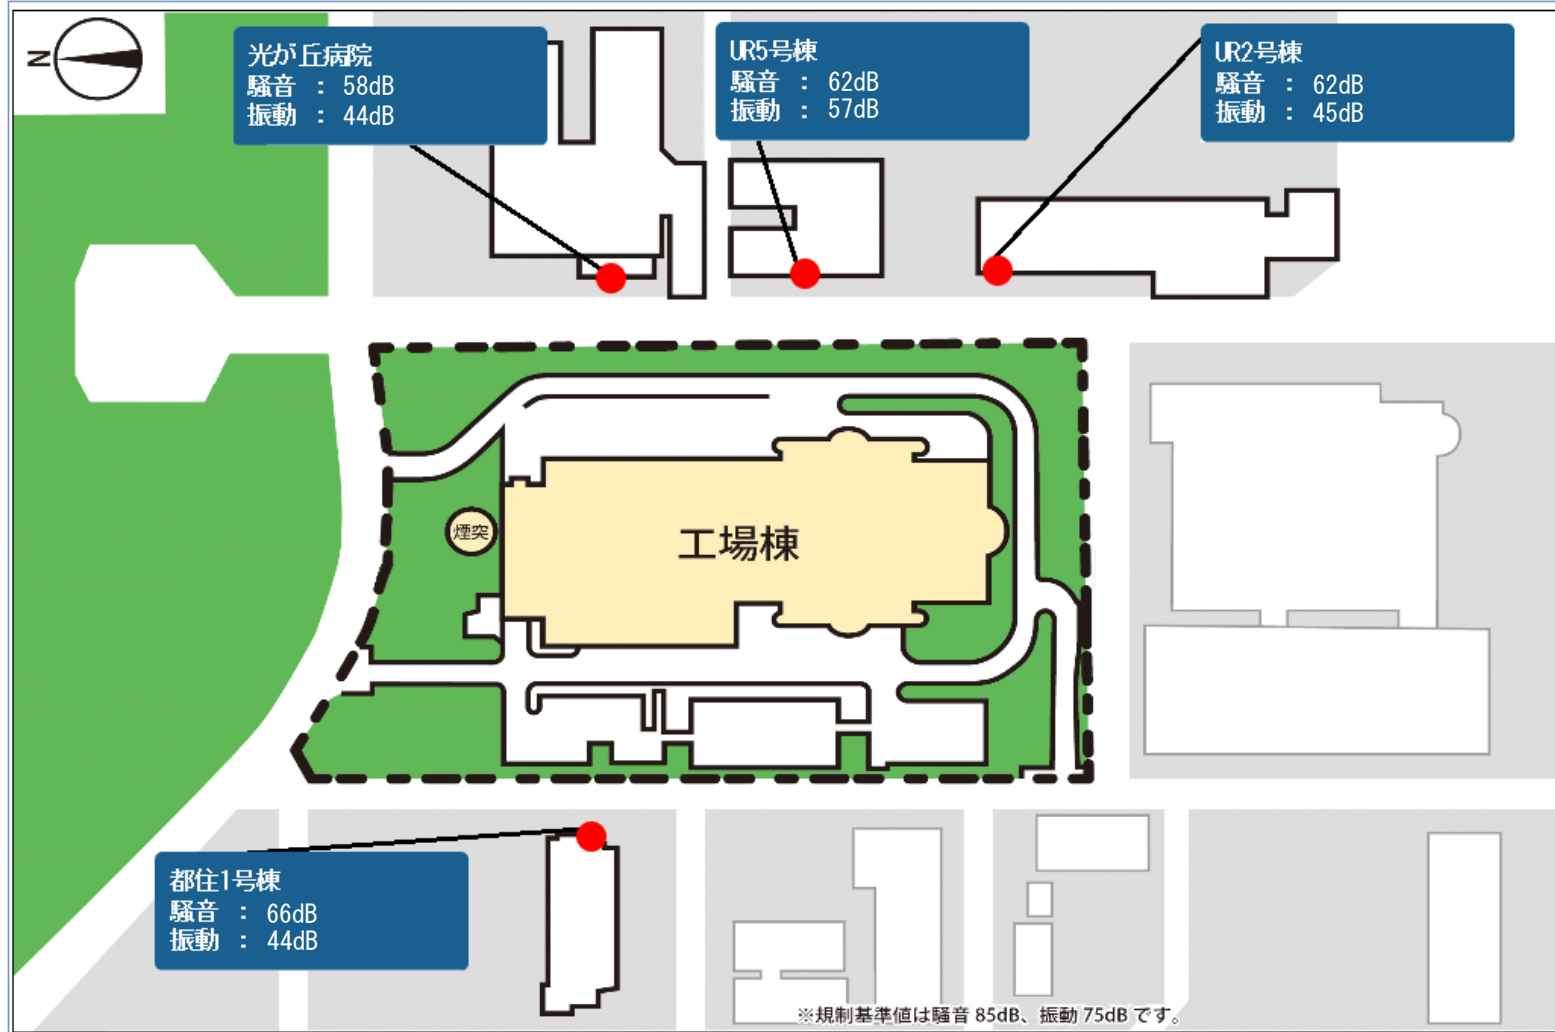 N
光が丘病院
騒音 : 58dB
振動 : 44dB
UR5号棟
騒音 : 62dB
振動 : 57dB
UR2号棟
騒音 : 62dB
振動 : 45dB
煙突
工場棟
都住1号棟
騒音 : 66dB
振動 : 44dB
※規制基準値は騒音 85dB、振動 75dB です。